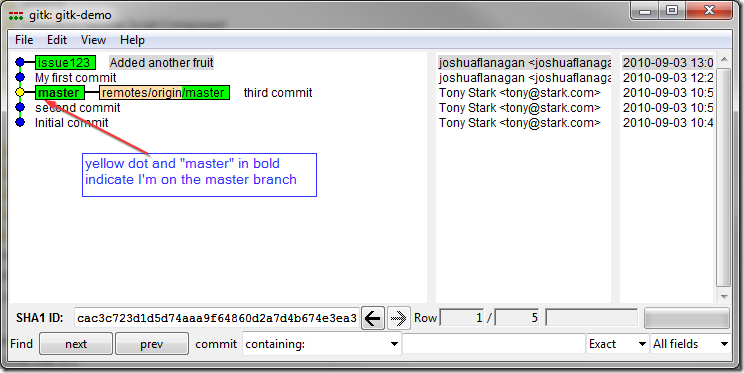 gitk: gitk-demo
File Edit View Help
issue123 Added another fruit joshuaflanagan <joshuaflanaga 2010-09-03 13:0
My first commit joshuaflanagan <joshuaflanaga 2010-09-03 12:2
master remotes/origin/master third commit Tony Stark <tony@stark.com> 2010-09-03 10:5
second commit Tony Stark <tony@stark.com> 2010-09-03 10:5
Initial commit Tony Stark <tony@stark.com> 2010-09-03 10:4
yellow dot and "master" in bold
indicate I'm on the master branch
SHA1 ID: cac3c723d1d5d74aaa9f64860d2a7d4b674e3ea3 Row 1 / 5
Find next prev commit containing: Exact All fields